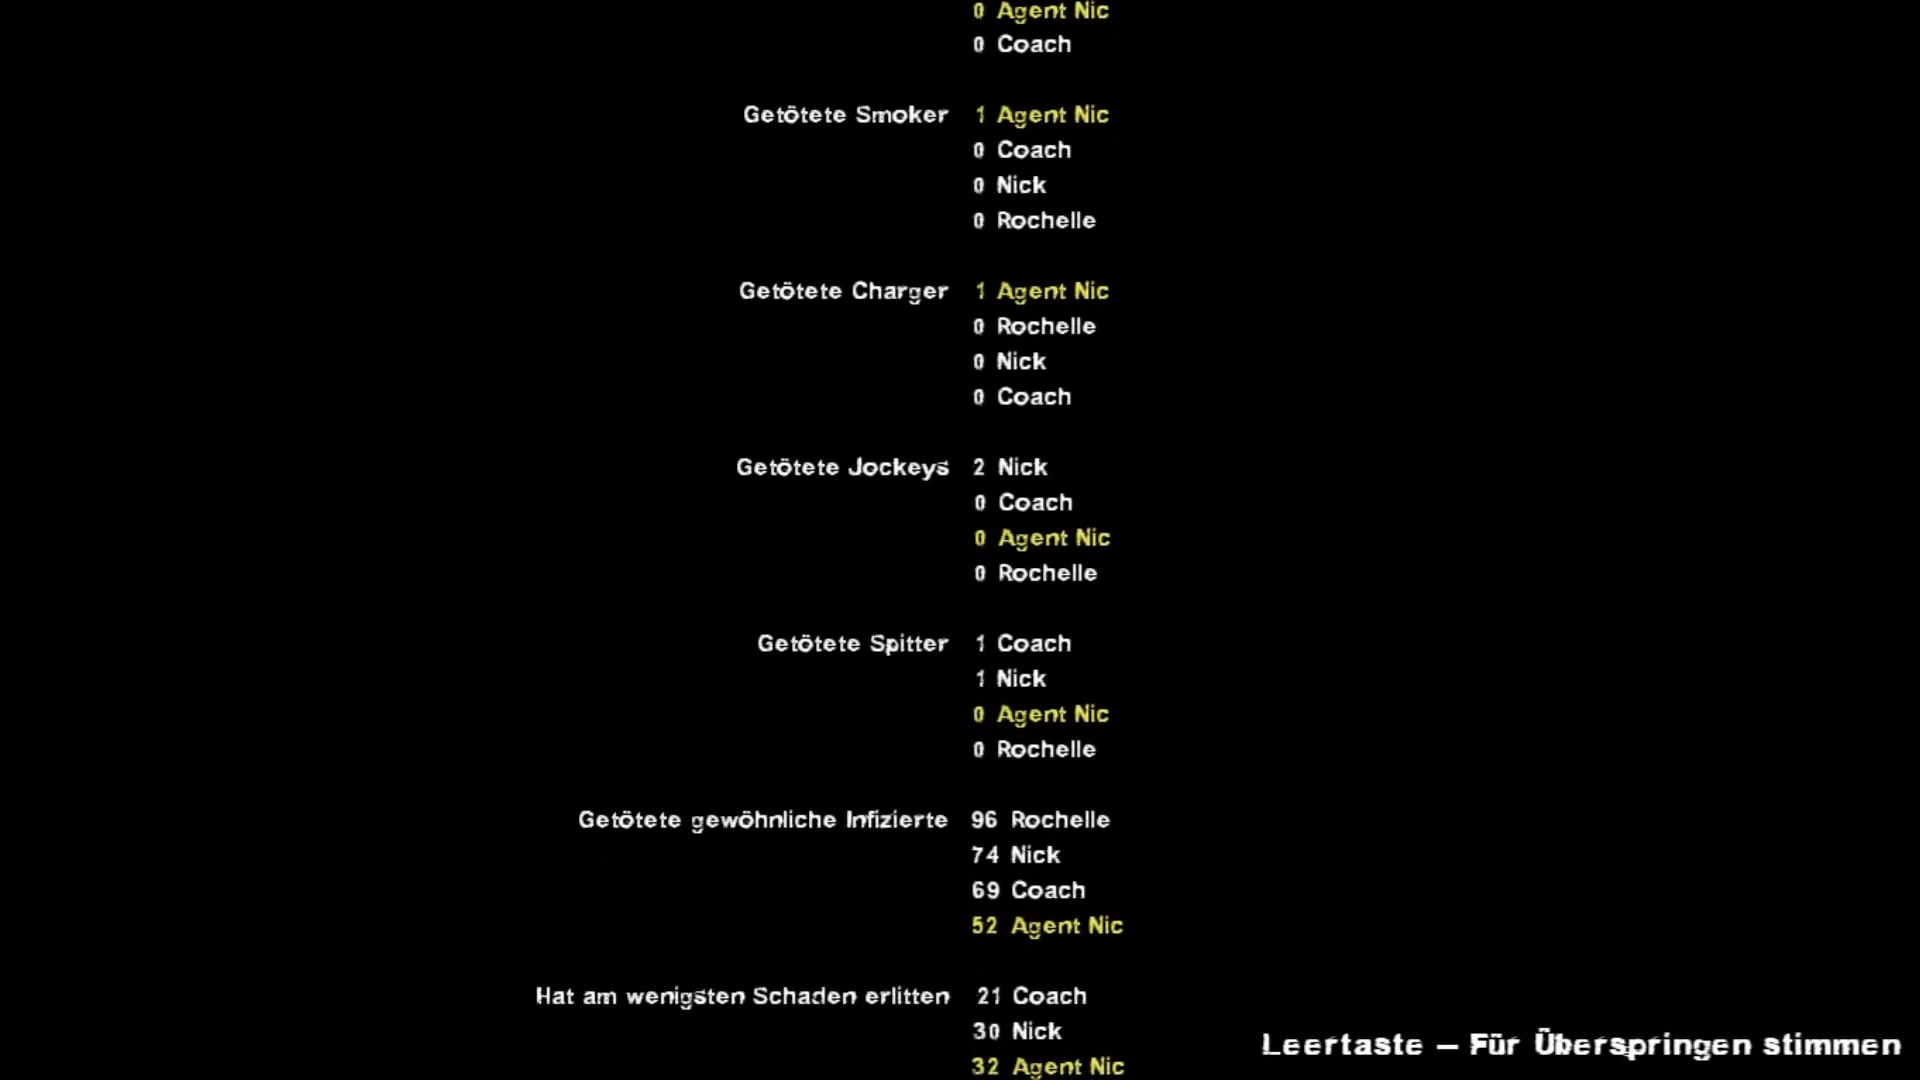 0 Agent Nic
0 Coach
Getötete Smoker 1 Agent Nic
0 Coach
0 Nick
0 Rochelle
Getötete Charger 1 Agent Nic
0 Rochelle
0 Nick
0 Coach
Getötete Jockeys 2 Nick
0 Coach
0 Agent Nic
0 Rochelle
Getötete Spitter 1 Coach
1 Nick
0 Agent Nic
0 Rochelle
Getötete gewöhnliche Infizierte 96 Rochelle
74 Nick
69 Coach
52 Agent Nic
Hat am wenigsten Schaden erlitten 21 Coach
30 Nick
32 Agent Nic
Leertaste – Für Überspringen stimmen